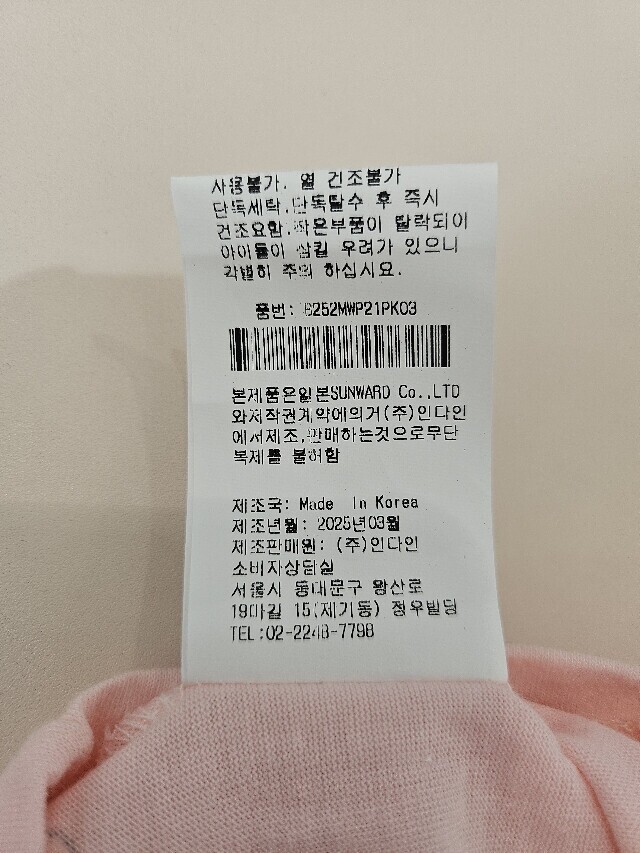 사용불가. 열 건조불가
단독세탁.단독탈수 후 즉시
건조요함.작은부품이 탈락되어
아이들이 삼킬 우려가 있으니
각별히 주의 하십시요.
품번: 6252MWP21PK03
본제품은일본SUNWARD Co.,LTD
와저작권계약에의거(주)인다인
에서제조,판매하는것으로무단
복제를 불허함
제조국: Made In Korea
제조년월: 2025년03월
제조판매원: (주)인다인
소비자상담실
서울시 동대문구 왕산로
19마길 15(제기동) 정우빌딩
TEL:02-2248-7798